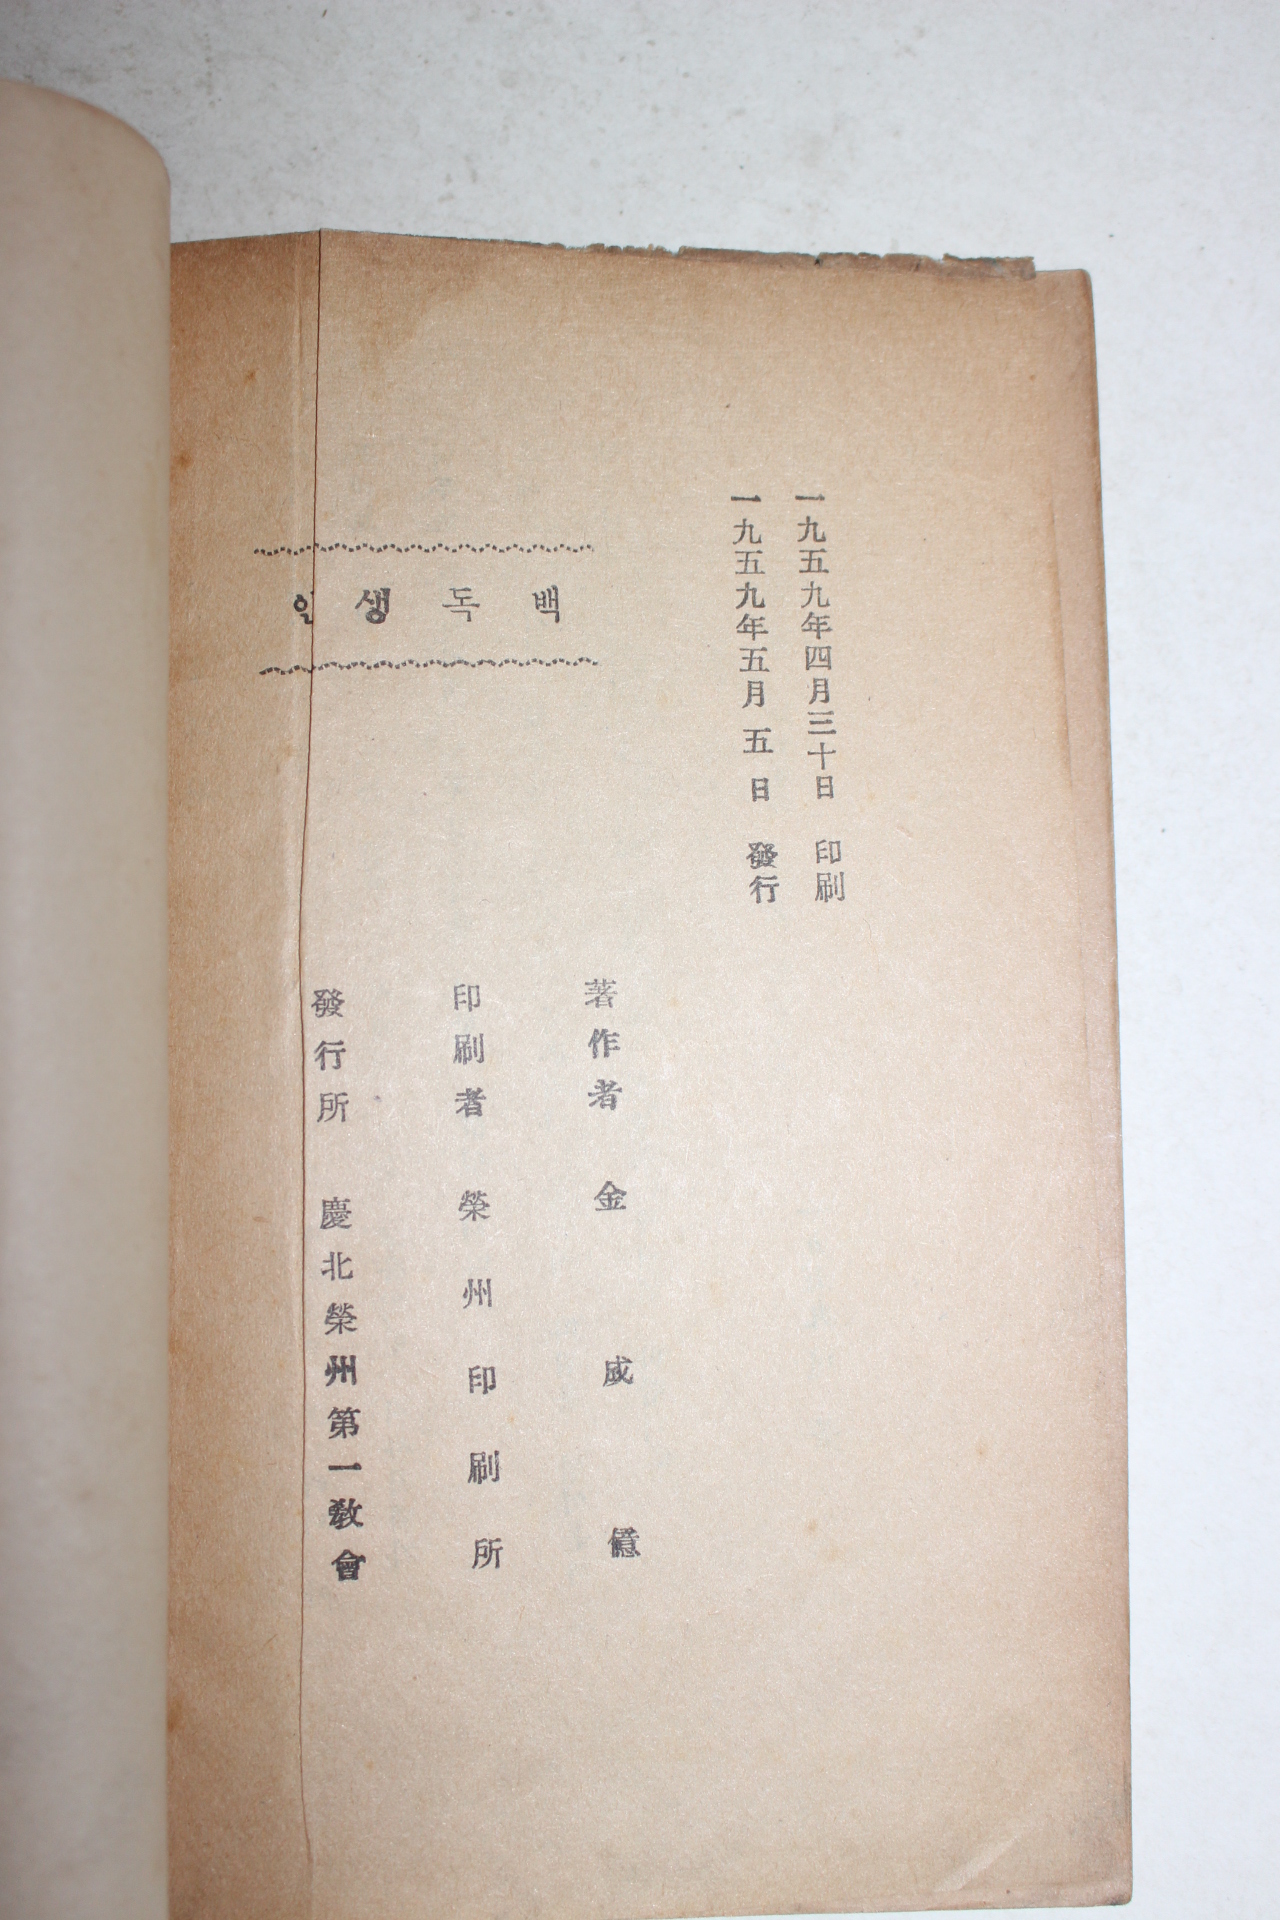 一九五九年四月三十日 印刷
一九五九年五月 五 日 發行
인 생 독 백
著作者 金 成 億
印刷者 榮 州 印 刷 所
發行所 慶北榮州第一敎會